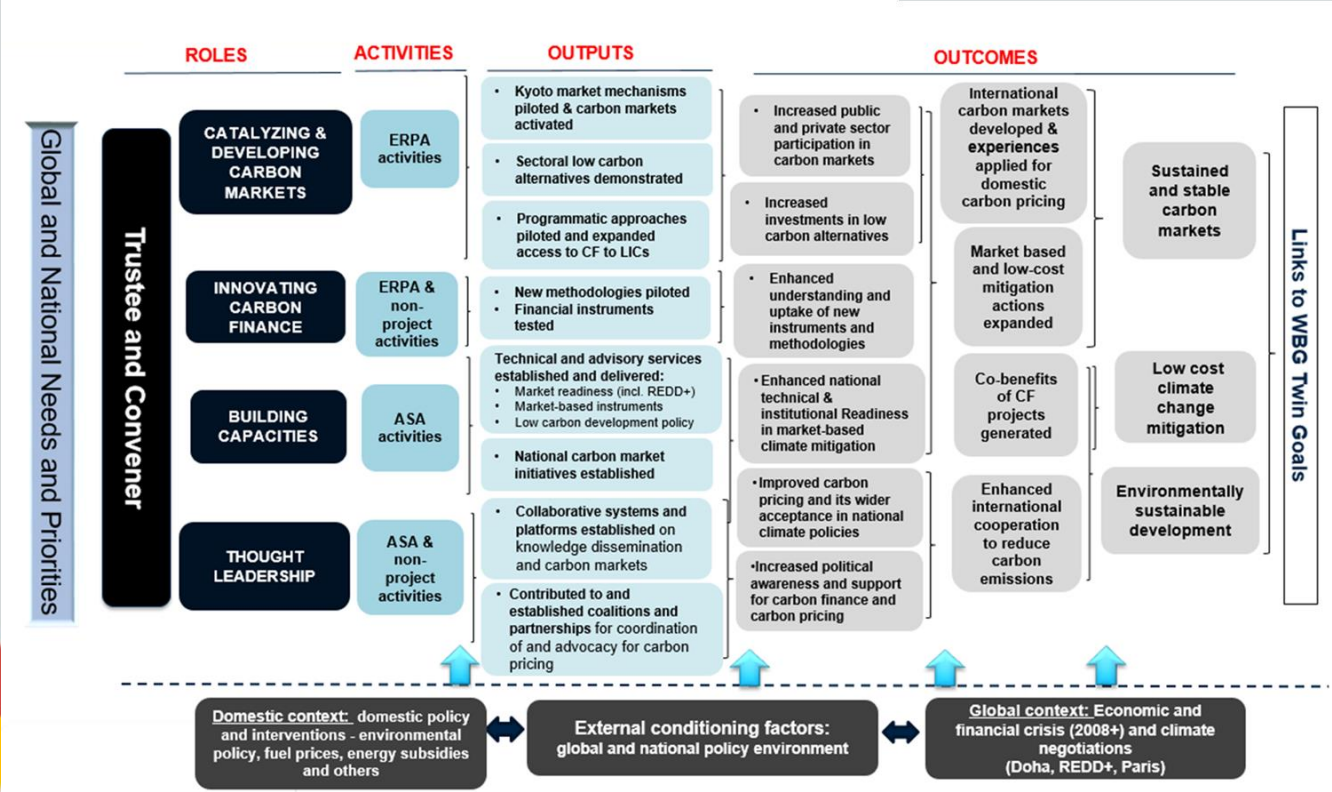 ROLES
ACTIVITIES
OUTPUTS
OUTCOMES
Global and National Needs and Priorities
Trustee and Convener
CATALYZING &
DEVELOPING
CARBON
MARKETS
INNOVATING
CARBON
FINANCE
BUILDING
CAPACITIES
THOUGHT
LEADERSHIP
ERPA
activities
ERPA &
non-
project
activities
ASA
activities
ASA &
non-
project
activities
• Kyoto market mechanisms
piloted & carbon markets
activated
• Sectoral low carbon
alternatives demonstrated
• Programmatic approaches
piloted and expanded
access to CF to LICs
• New methodologies piloted
• Financial instruments
tested
Technical and advisory services
established and delivered:
• Market readiness (incl. REDD+)
• Market-based instruments
• Low carbon development policy
• National carbon market
initiatives established
• Collaborative systems and
platforms established on
knowledge dissemination
and carbon markets
• Contributed to and
established coalitions and
partnerships for coordination
of and advocacy for carbon
pricing
• Increased public
and private sector
participation in
carbon markets
• Increased
investments in low
carbon alternatives
• Enhanced
understanding and
uptake of new
instruments and
methodologies
•Enhanced national
technical &
institutional Readiness
in market-based
climate mitigation
•Improved carbon
pricing and its wider
acceptance in national
climate policies
•Increased political
awareness and support
for carbon finance and
carbon pricing
International
carbon markets
developed &
experiences
applied for
domestic
carbon pricing
Market based
and low-cost
mitigation
actions
expanded
Co-benefits
of CF
projects
generated
Enhanced
international
cooperation
to reduce
carbon
emissions
Sustained
and stable
carbon
markets
Low cost
climate
change
mitigation
Environmentally
sustainable
development
Links to WBG Twin Goals
Domestic context: domestic policy
and interventions - environmental
policy, fuel prices, energy subsidies
and others
External conditioning factors:
global and national policy environment
Global context: Economic and
financial crisis (2008+) and climate
negotiations
(Doha, REDD+, Paris)